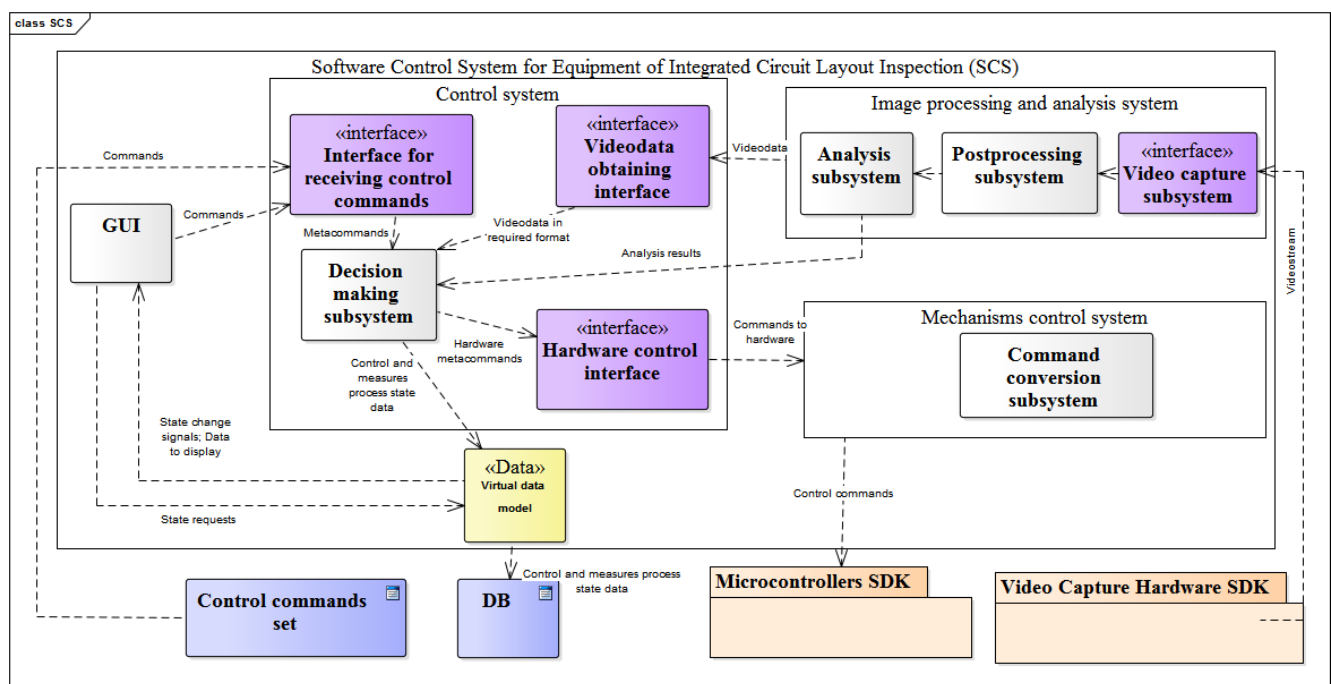 class SCS
Software Control System for Equipment of Integrated Circuit Layout Inspection (SCS)
Control system
Image processing and analysis system
«interface»
Interface for
receiving control
commands
«interface»
Videodata
obtaining
interface
Videodata
Analysis
subsystem
Postprocessing
subsystem
«interface»
Video capture
subsystem
Commands
GUI
Commands
Metacommands
Videodata in
required format
Analysis results
Videostream
Decision
making
subsystem
«interface»
Hardware control
interface
Hardware
metacommands
Commands to
hardware
Mechanisms control system
Command
conversion
subsystem
Control and
measures
process state
data
State change
signals; Data
to display
«Data»
Virtual data
model
State requests
Control commands
Control and measures process
state data
Control commands
set
DB
Microcontrollers SDK
Video Capture Hardware SDK